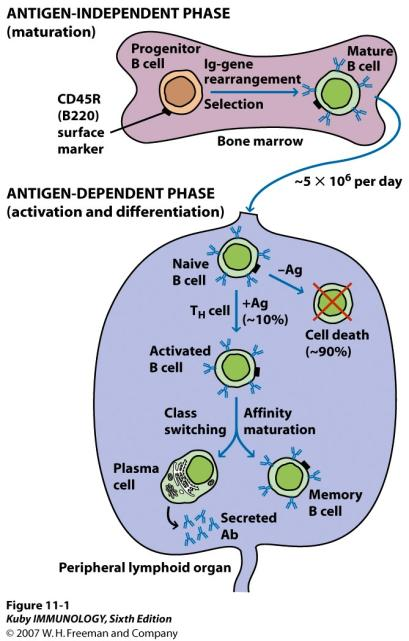 ANTIGEN-INDEPENDENT PHASE
(maturation)
Progenitor
B cell
Ig-gene
rearrangement
Selection
Mature
B cell
CD45R
(B220)
surface
marker
Bone marrow
~5 × 10⁶ per day
ANTIGEN-DEPENDENT PHASE
(activation and differentiation)
Naive
B cell
–Ag
T_H cell
+Ag
(~10%)
Cell death
(~90%)
Activated
B cell
Class
switching
Affinity
maturation
Plasma
cell
Memory
B cell
Secreted
Ab
Peripheral lymphoid organ
Figure 11-1
Kuby IMMUNOLOGY, Sixth Edition
© 2007 W. H. Freeman and Company